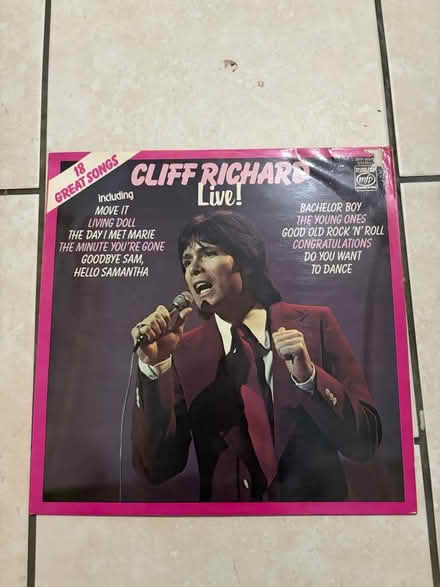 18
GREAT SONGS
CLIFF RICHARD
Live!
including
MOVE IT
LIVING DOLL
THE DAY I MET MARIE
THE MINUTE YOU'RE GONE
GOODBYE SAM,
HELLO SAMANTHA
BACHELOR BOY
THE YOUNG ONES
GOOD OLD ROCK 'N' ROLL
CONGRATULATIONS
DO YOU WANT
TO DANCE
mfp